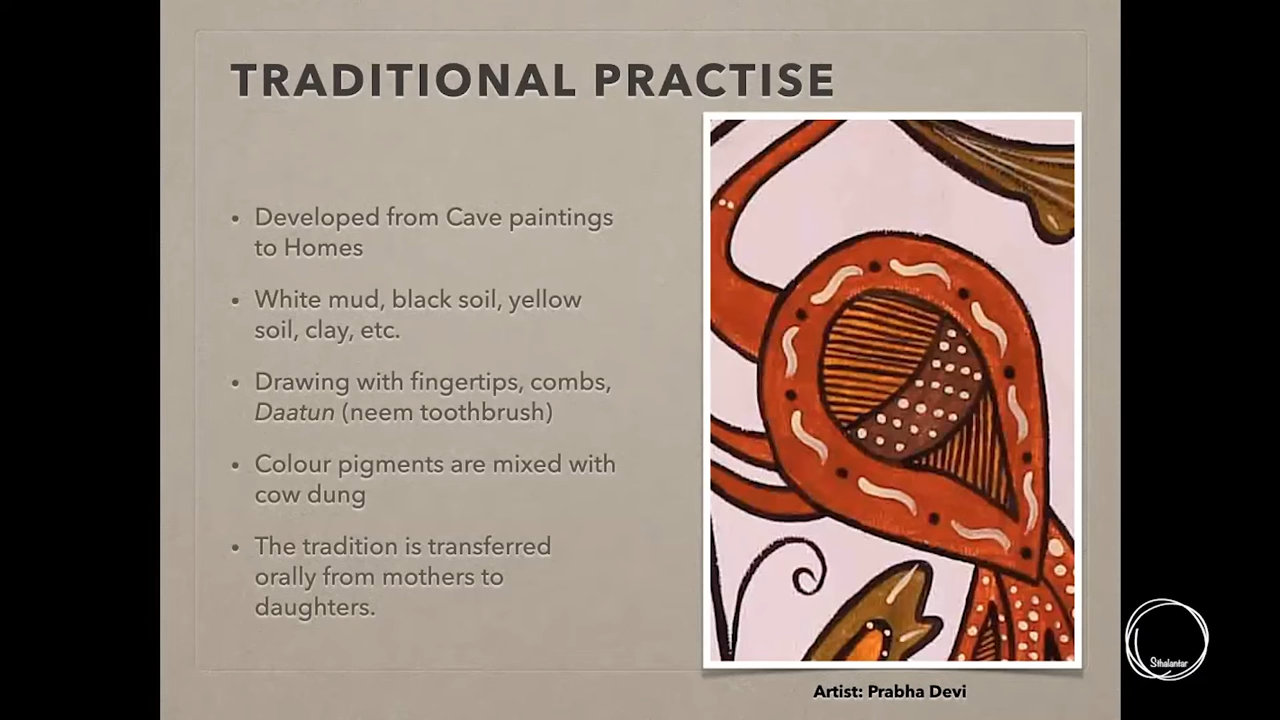 TRADITIONAL PRACTISE
• Developed from Cave paintings
to Homes
• White mud, black soil, yellow
soil, clay, etc.
• Drawing with fingertips, combs,
Daatun (neem toothbrush)
• Colour pigments are mixed with
cow dung
• The tradition is transferred
orally from mothers to
daughters.
Artist: Prabha Devi
Sthalantar